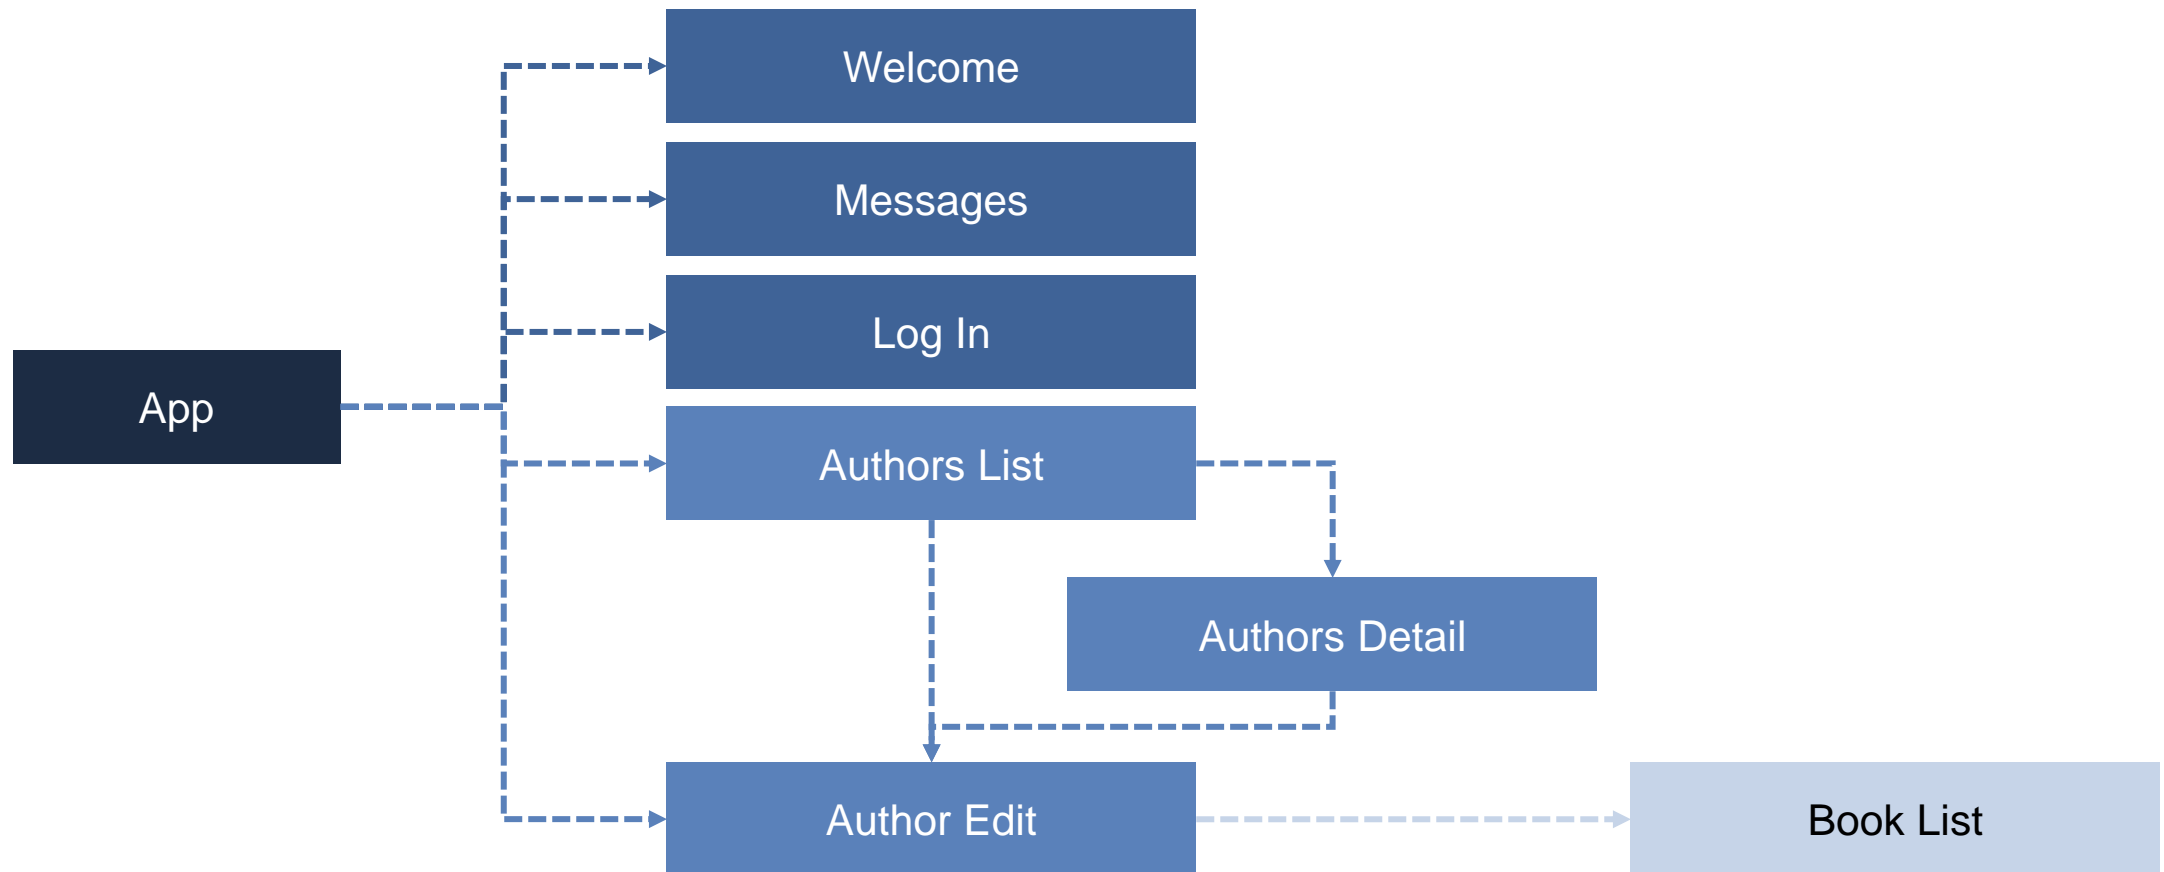 Welcome
Messages
Log In
App
Authors List
Authors Detail
Author Edit
Book List